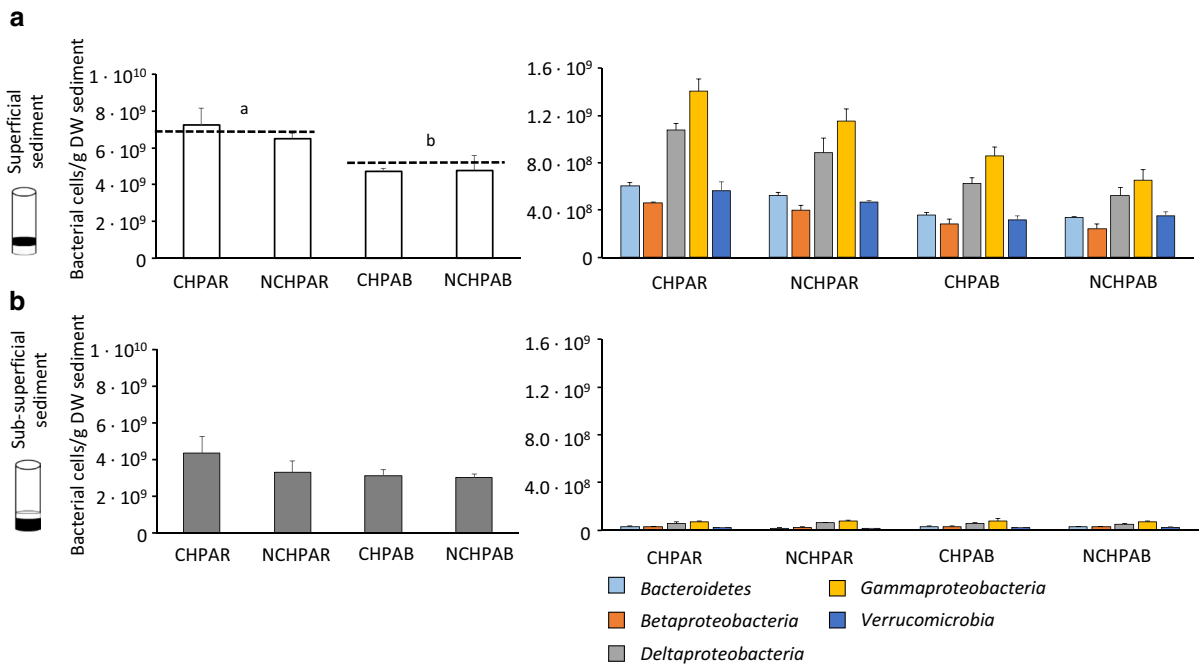 a
Superficial
sediment
Bacterial cells/g DW sediment
1 · 10¹⁰
8 · 10⁹
6 · 10⁹
4 · 10⁹
2 · 10⁹
0
a
b
CHPAR NCHPAR CHPAB NCHPAB
1.6 · 10⁹
1.2 · 10⁹
8.0 · 10⁸
4.0 · 10⁸
0
CHPAR NCHPAR CHPAB NCHPAB
b
Sub-superficial
sediment
Bacterial cells/g DW sediment
1 · 10¹⁰
8 · 10⁹
6 · 10⁹
4 · 10⁹
2 · 10⁹
0
CHPAR NCHPAR CHPAB NCHPAB
1.6 · 10⁹
1.2 · 10⁹
8.0 · 10⁸
4.0 · 10⁸
0
CHPAR NCHPAR CHPAB NCHPAB
Bacteroidetes
Betaproteobacteria
Deltaproteobacteria
Gammaproteobacteria
Verrucomicrobia